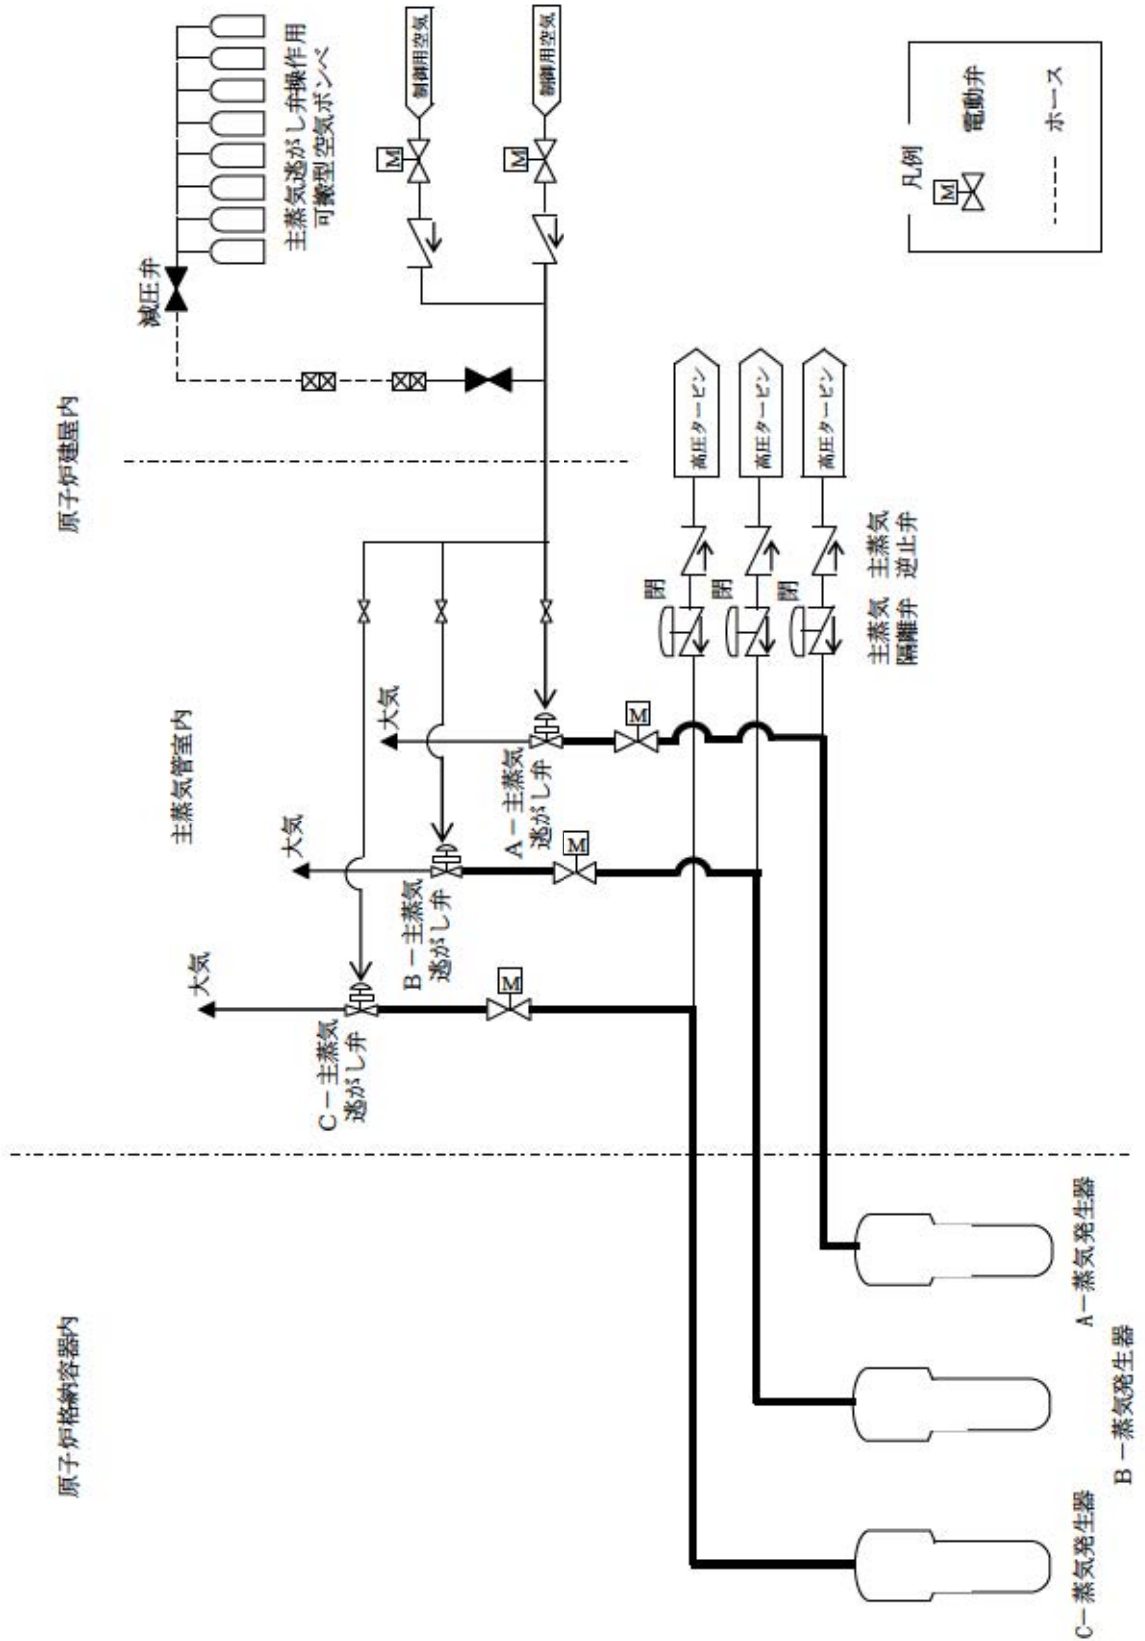 原子炉格納容器内
主蒸気管室内
原子炉建屋内
減圧弁
主蒸気逃がし弁操作用
可搬型空気ボンベ
制御用空気
M
制御用空気
M
大気
C－主蒸気
逃がし弁
M
大気
B－主蒸気
逃がし弁
M
大気
A－主蒸気
逃がし弁
M
閉
高圧タービン
閉
高圧タービン
閉
高圧タービン
主蒸気
隔離弁
主蒸気
逆止弁
凡例
M
電動弁
ホース
C－蒸気発生器
B－蒸気発生器
A－蒸気発生器